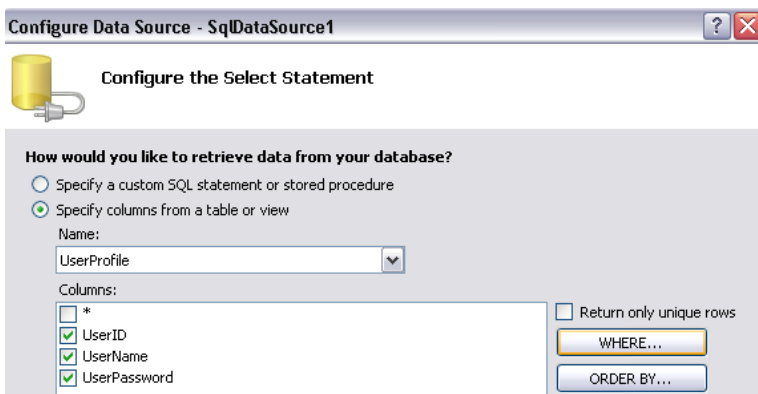 Configure Data Source - SqlDataSource1
?
Configure the Select Statement
How would you like to retrieve data from your database?
Specify a custom SQL statement or stored procedure
Specify columns from a table or view
Name:
UserProfile
Columns:
*
Return only unique rows
UserID
WHERE...
UserName
UserPassword
ORDER BY...